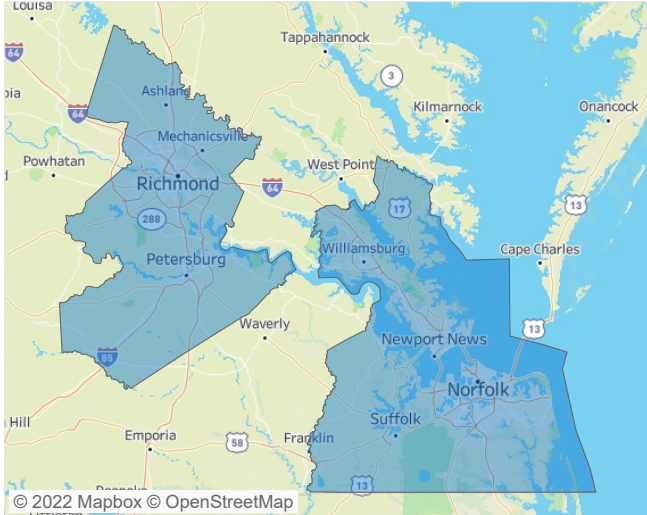 Louisa
64
Tappahannock
3
Ashland
64
Kilmarnock
Onancock
Mechanicsville
Powhatan
West Point
Richmond
64
13
17
288
Williamsburg
Cape Charles
Petersburg
Waverly
13
Newport News
85
Norfolk
Suffolk
Hill
Emporia
58
Franklin
13
© 2022 Mapbox © OpenStreetMap